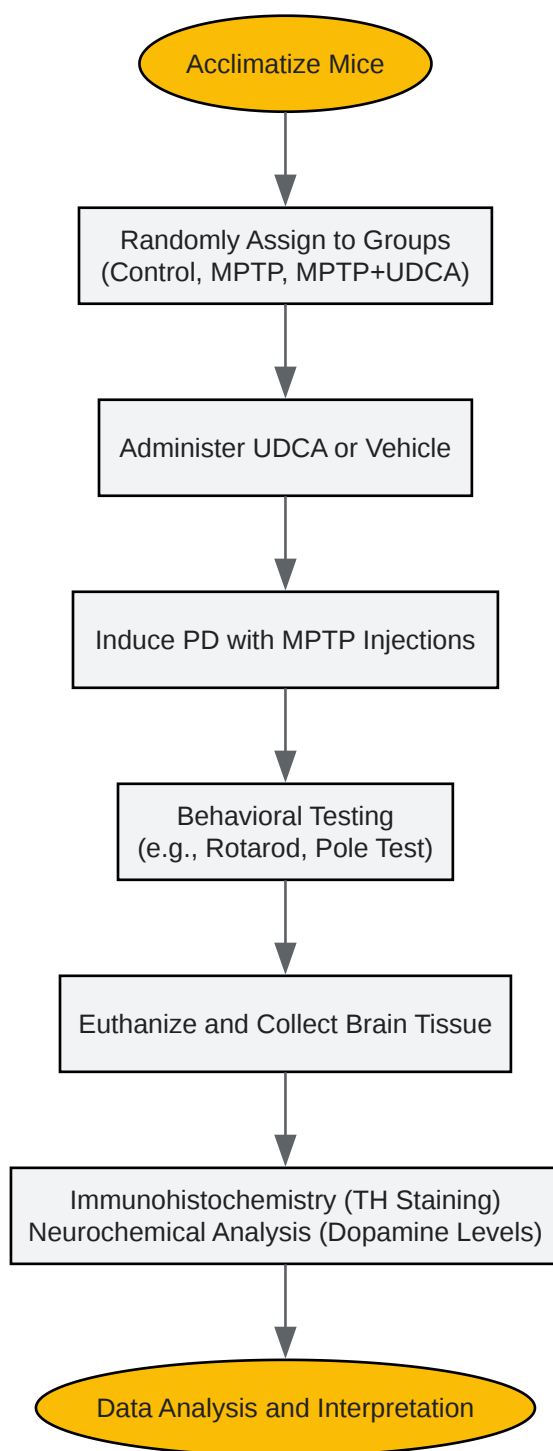 Acclimatize Mice
Randomly Assign to Groups
(Control, MPTP, MPTP+UDCA)
Administer UDCA or Vehicle
Induce PD with MPTP Injections
Behavioral Testing
(e.g., Rotarod, Pole Test)
Euthanize and Collect Brain Tissue
Immunohistochemistry (TH Staining)
Neurochemical Analysis (Dopamine Levels)
Data Analysis and Interpretation